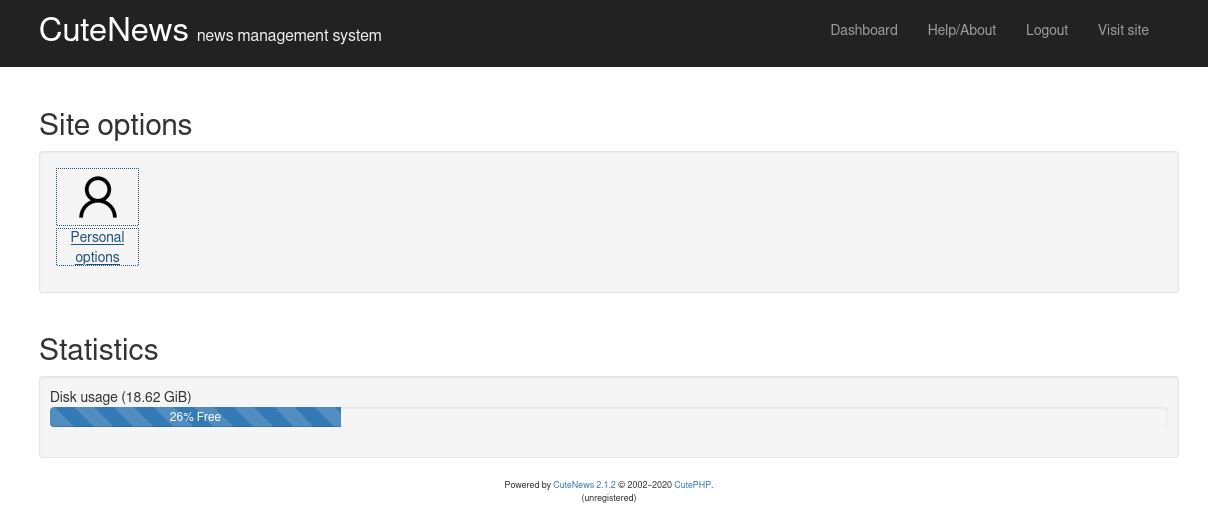 CuteNews news management system
Dashboard Help/About Logout Visit site
Site options
Personal
options
Statistics
Disk usage (18.62 GiB)
26% Free
Powered by CuteNews 2.1.2 © 2002–2020 CutePHP.
(unregistered)